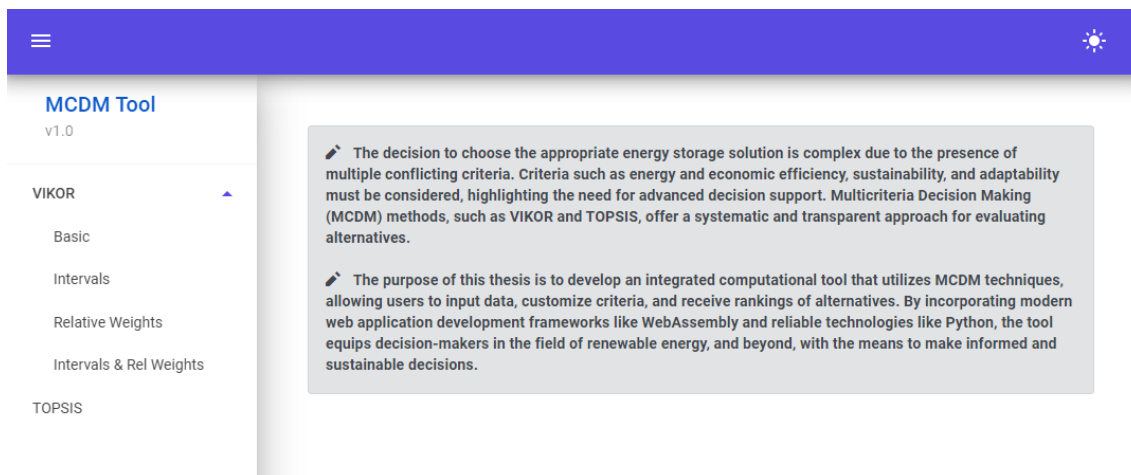 MCDM Tool
v1.0
VIKOR
Basic
Intervals
Relative Weights
Intervals & Rel Weights
TOPSIS
The decision to choose the appropriate energy storage solution is complex due to the presence of
multiple conflicting criteria. Criteria such as energy and economic efficiency, sustainability, and adaptability
must be considered, highlighting the need for advanced decision support. Multicriteria Decision Making
(MCDM) methods, such as VIKOR and TOPSIS, offer a systematic and transparent approach for evaluating
alternatives.
The purpose of this thesis is to develop an integrated computational tool that utilizes MCDM techniques,
allowing users to input data, customize criteria, and receive rankings of alternatives. By incorporating modern
web application development frameworks like WebAssembly and reliable technologies like Python, the tool
equips decision-makers in the field of renewable energy, and beyond, with the means to make informed and
sustainable decisions.